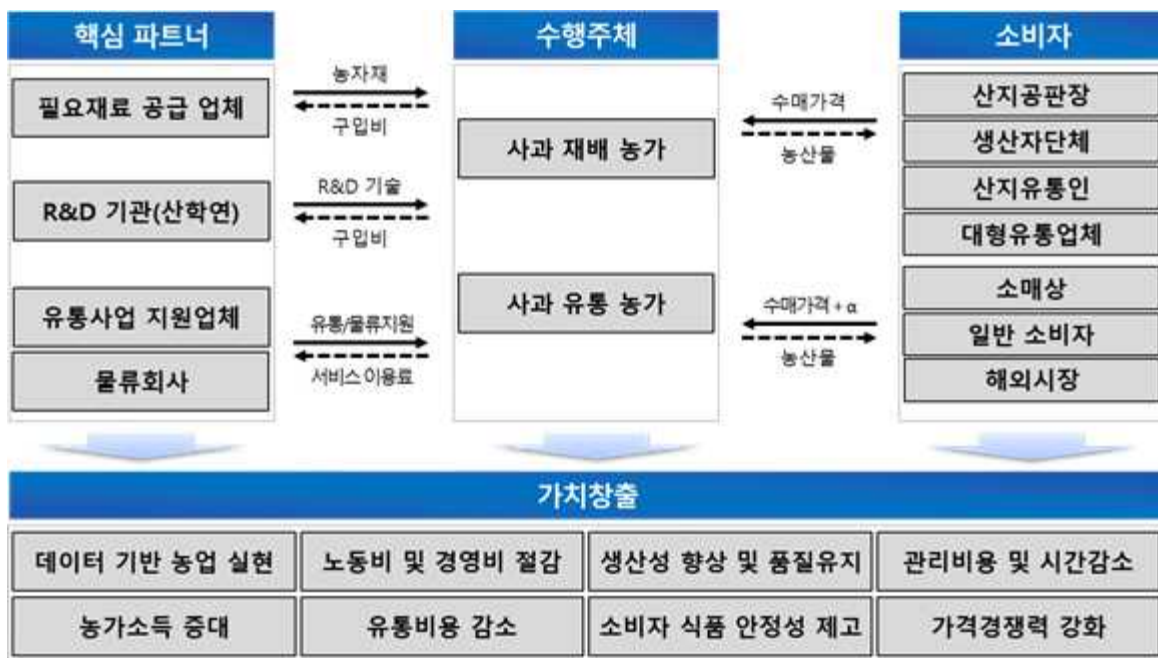 핵심 파트너
필요재료 공급 업체
R&D 기관(산학연)
유통사업 지원업체
물류회사
농자재
구입비
R&D 기술
구입비
유통/물류지원
서비스 이용료
수행주체
사과 재배 농가
사과 유통 농가
수매가격
농산물
수매가격 + α
농산물
소비자
산지공판장
생산자단체
산지유통인
대형유통업체
소매상
일반 소비자
해외시장
가치창출
데이터 기반 농업 실현
노동비 및 경영비 절감
생산성 향상 및 품질유지
관리비용 및 시간감소
농가소득 증대
유통비용 감소
소비자 식품 안정성 제고
가격경쟁력 강화